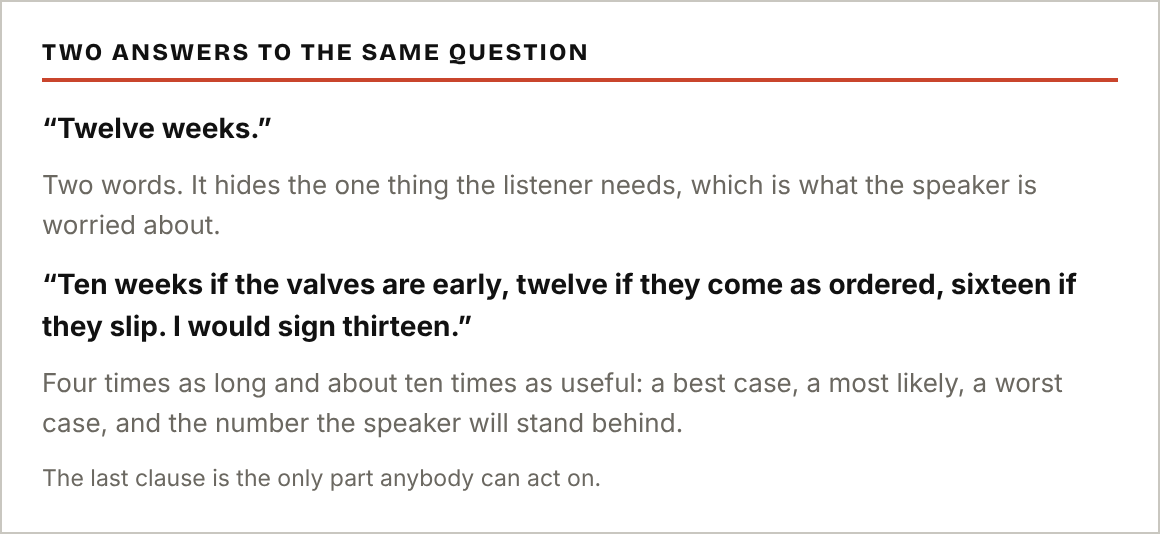 TWO ANSWERS TO THE SAME QUESTION
“Twelve weeks.”
Two words. It hides the one thing the listener needs, which is what the speaker is
worried about.
“Ten weeks if the valves are early, twelve if they come as ordered, sixteen if
they slip. I would sign thirteen.”
Four times as long and about ten times as useful: a best case, a most likely, a worst
case, and the number the speaker will stand behind.
The last clause is the only part anybody can act on.